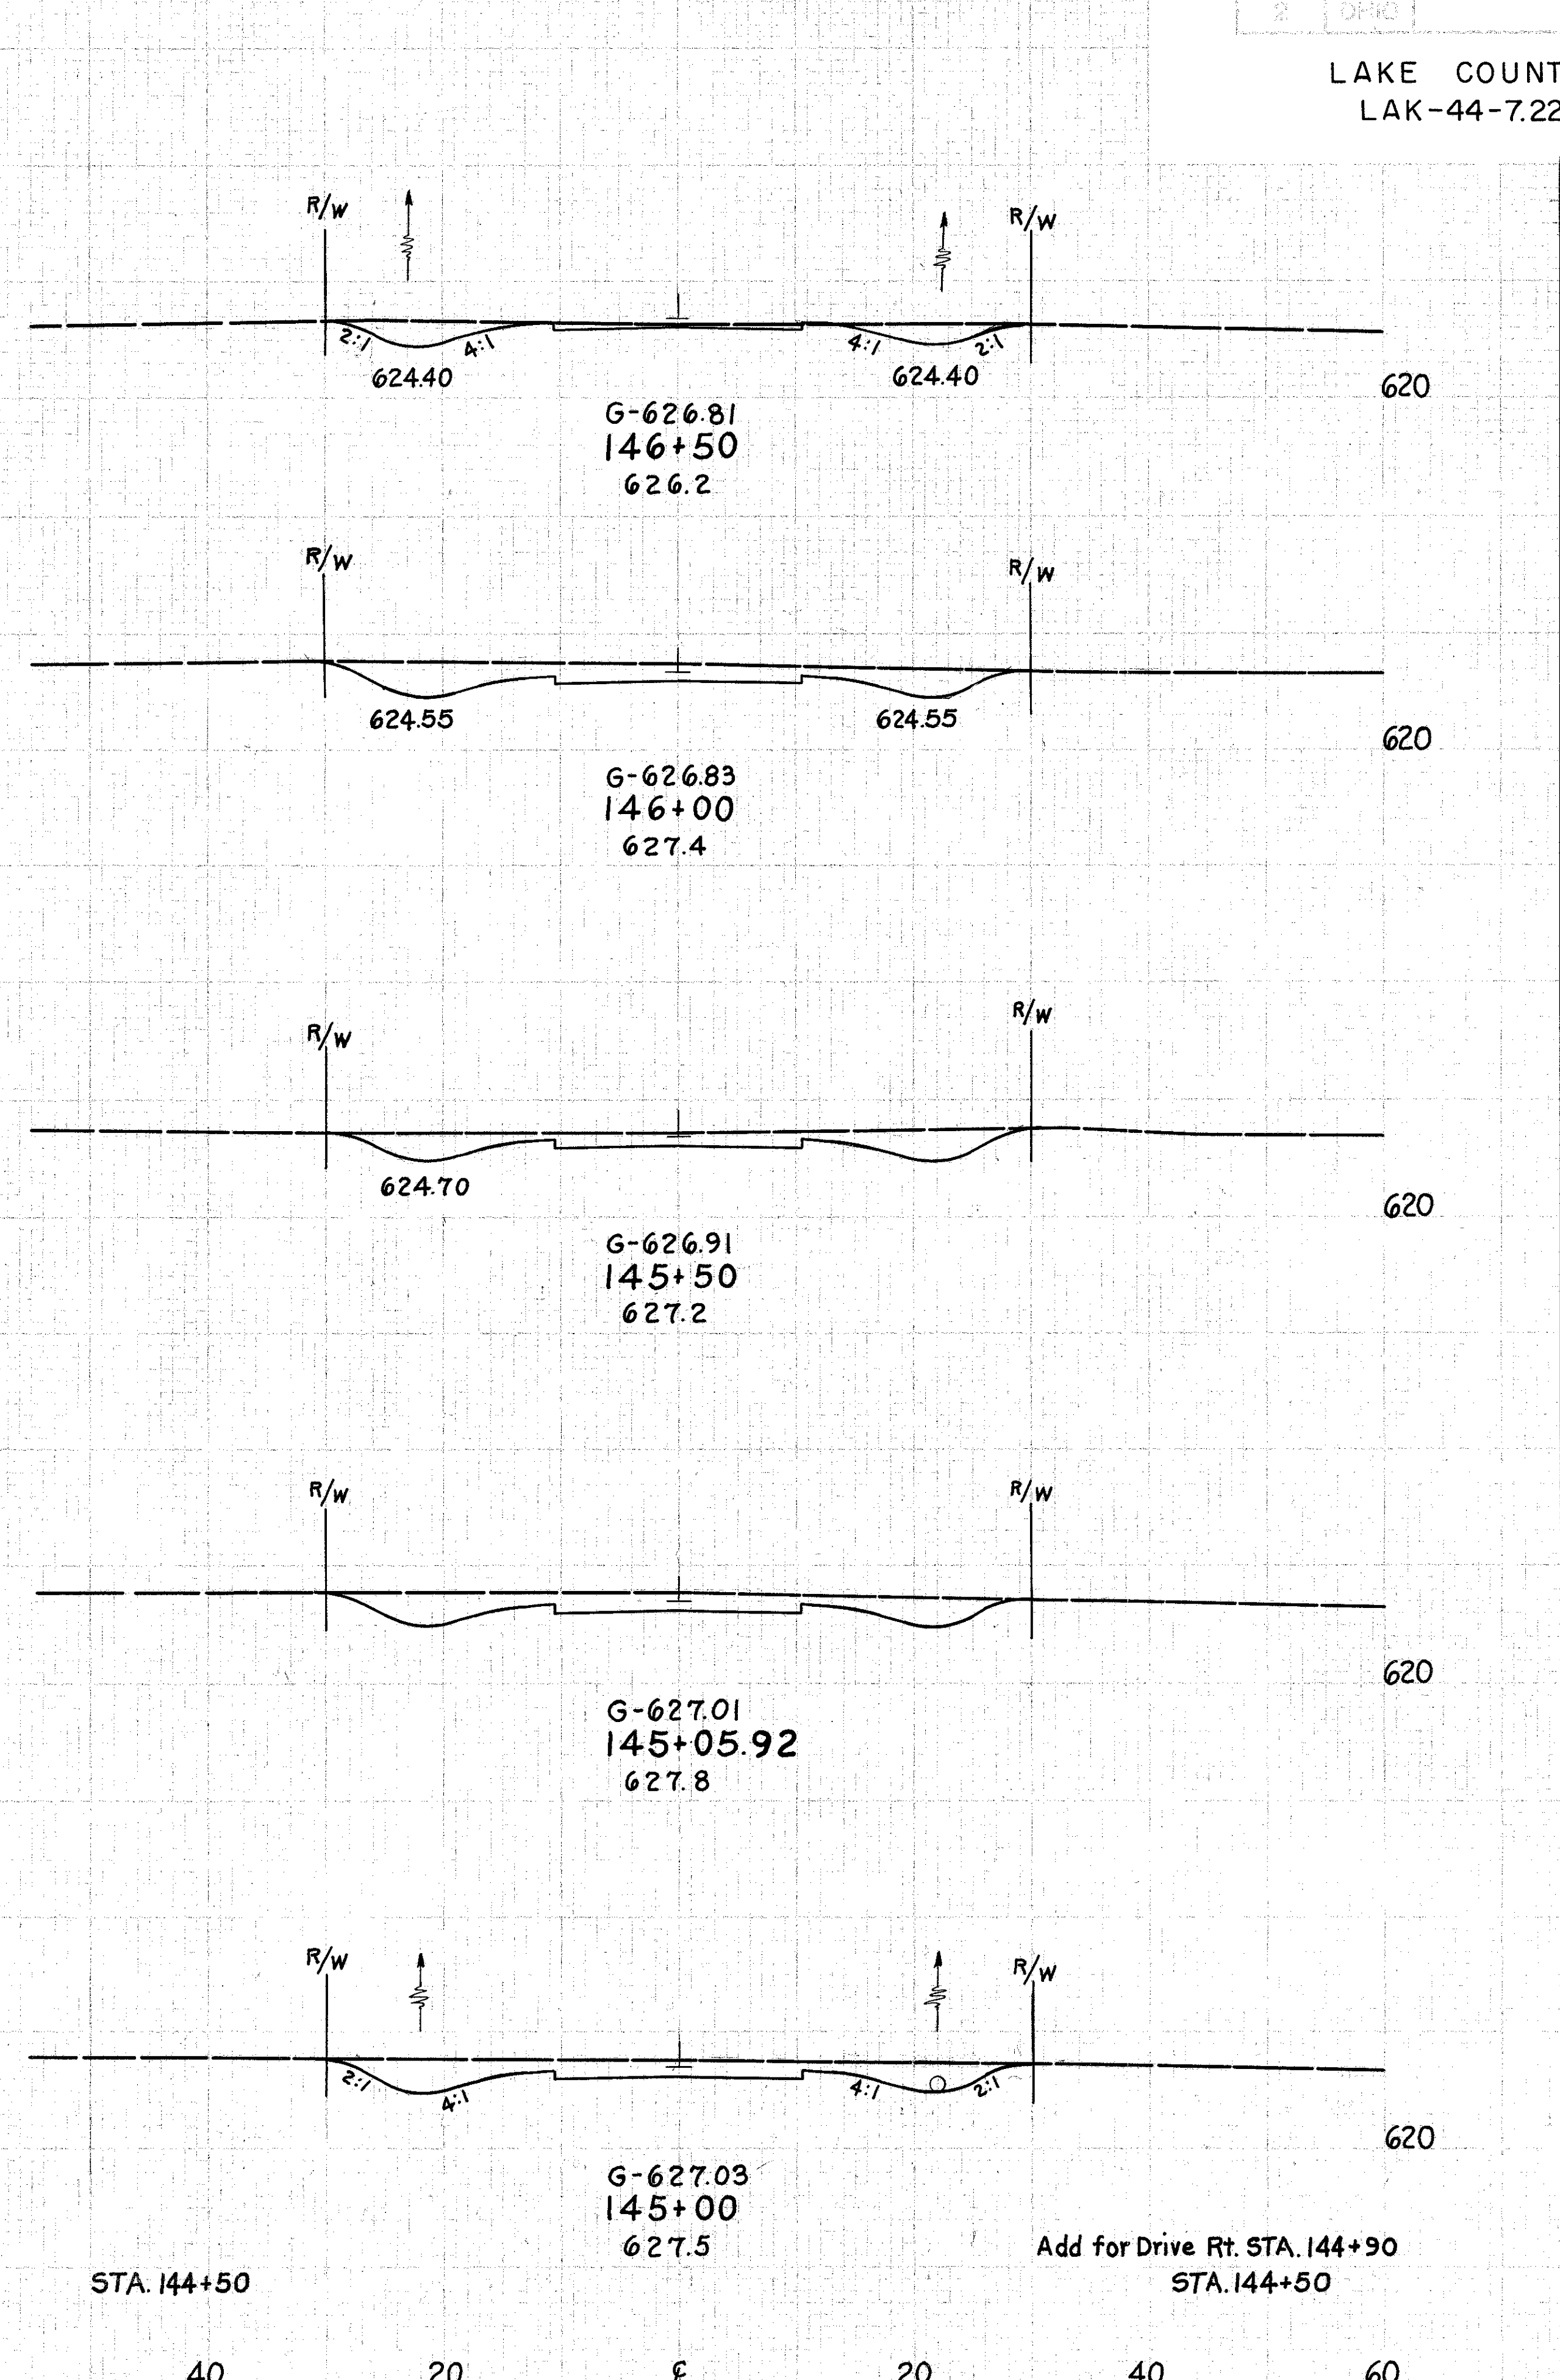 2 OHIO
LAKE COUNT
LAK-44-7.22
R/W R/W
2:1 4:1 4:1 2:1
624.40 624.40
620
G-626.81
146+50
626.2
R/W R/W
624.55 624.55
620
G-626.83
146+00
627.4
R/W R/W
624.70
620
G-626.91
145+50
627.2
R/W R/W
620
G-627.01
145+05.92
627.8
R/W R/W
2:1 4:1 4:1 2:1
620
G-627.03
145+00
627.5
Add for Drive Rt. STA. 144+90
STA. 144+50 STA. 144+50
40 20 ℄ 20 40 60